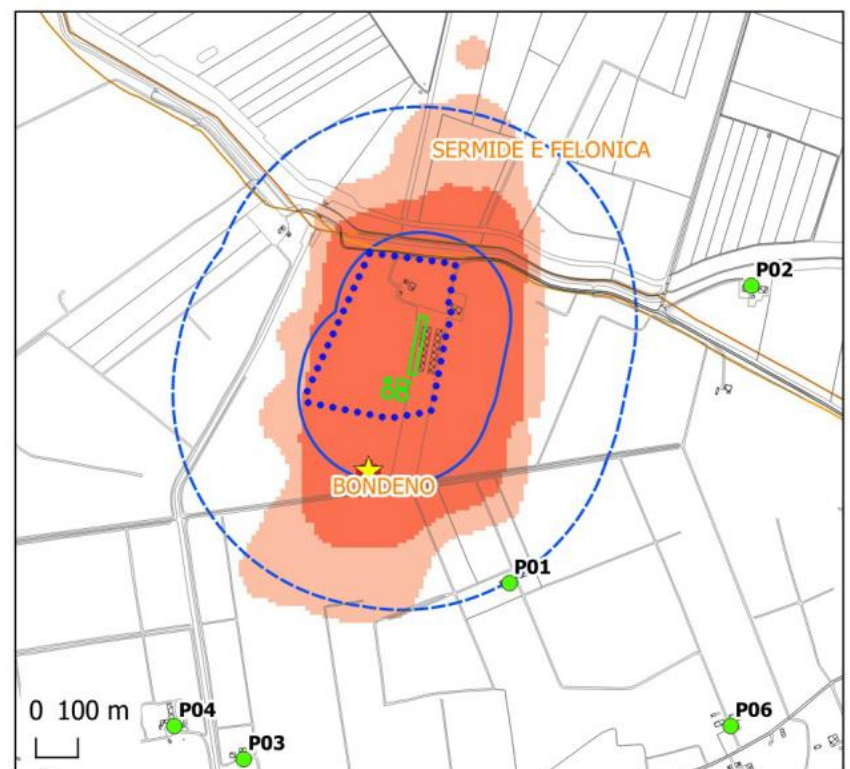 SERMIDE E FELONICA
P02
BONDENO
P01
0 100 m
P04
P03
P06